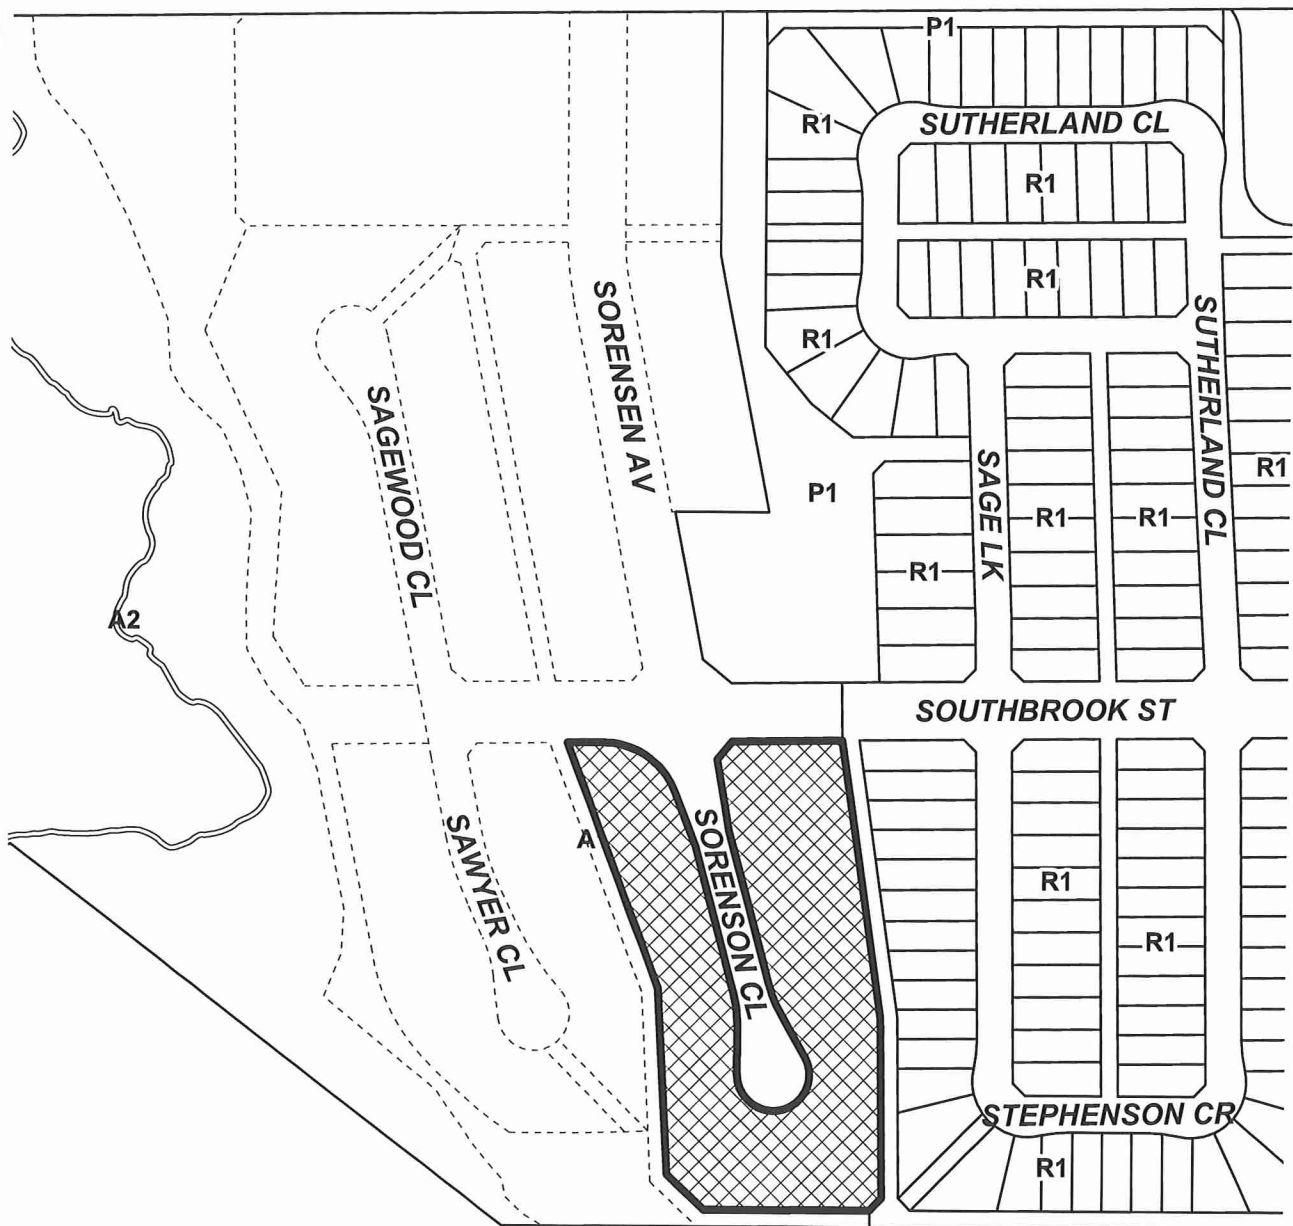 P1
R1
SUTHERLAND CL
R1
R1
R1
SORENSEN AV
SUTHERLAND CL
SAGEWOOD CL
SAGE LK
R1
P1
R1
R1
R1
A2
SOUTHBROOK ST
SAWYER CL
A
SORENSON CL
R1
R1
STEPHENSON CR
R1